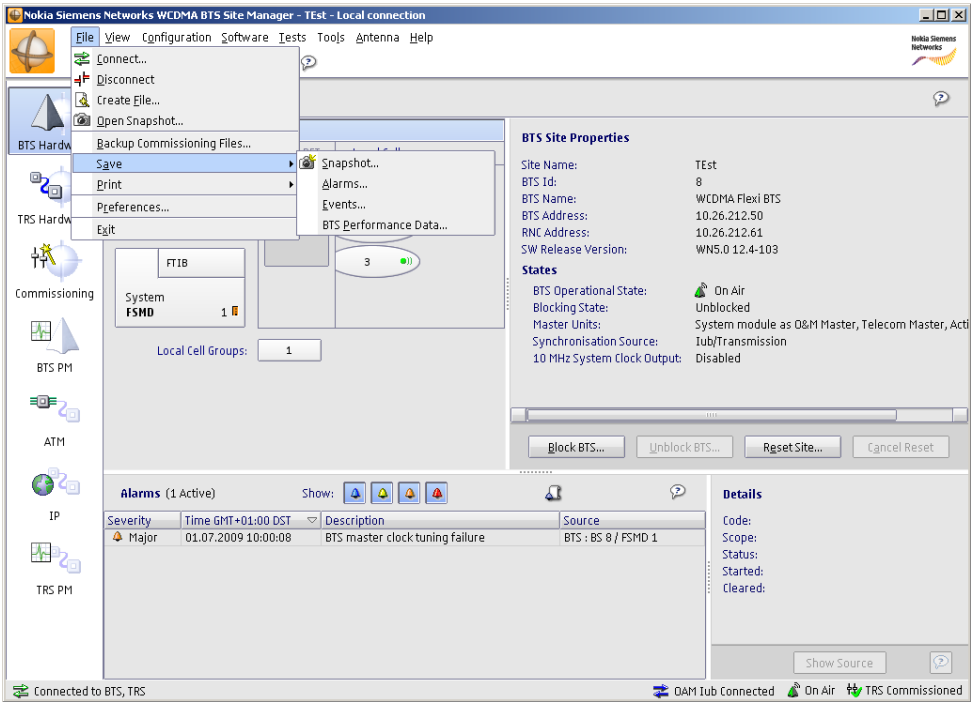 Nokia Siemens Networks WCDMA BTS Site Manager - TEst - Local connection
File View Configuration Software Tests Tools Antenna Help
Nokia Siemens
Networks
Connect...
Disconnect
Create File...
Open Snapshot...
Backup Commissioning Files...
Save
Print
Preferences...
Exit
Snapshot...
Alarms...
Events...
BTS Performance Data...
BTS Hardw
TRS Hardw
Commissioning
BTS PM
ATM
IP
TRS PM
FTIB
System
FSMD 1
3
Local Cell Groups: 1
BTS Site Properties
Site Name: TEst
BTS Id: 8
BTS Name: WCDMA Flexi BTS
BTS Address: 10.26.212.50
RNC Address: 10.26.212.61
SW Release Version: WN5.0 12.4-103
States
BTS Operational State: On Air
Blocking State: Unblocked
Master Units: System module as O&M Master, Telecom Master, Acti
Synchronisation Source: Iub/Transmission
10 MHz System Clock Output: Disabled
Block BTS... Unblock BTS... Reset Site... Cancel Reset
Alarms (1 Active) Show:
Severity Time GMT+01:00 DST Description Source
Major 01.07.2009 10:00:08 BTS master clock tuning failure BTS : BS 8 / FSMD 1
Details
Code:
Scope:
Status:
Started:
Cleared:
Show Source
Connected to BTS, TRS OAM Iub Connected On Air TRS Commissioned